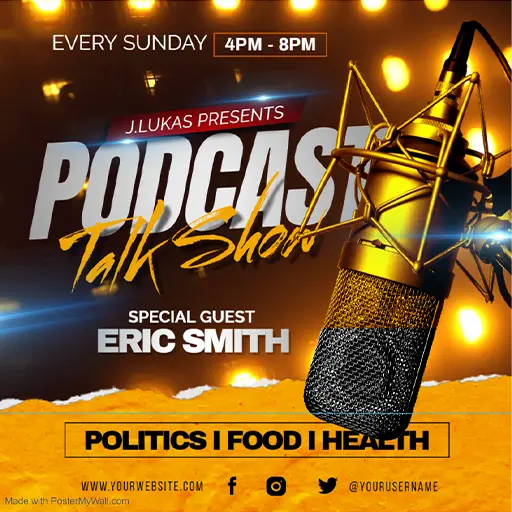 EVERY SUNDAY 4PM - 8PM
J.LUKAS PRESENTS
PODCAST
Talk Show
SPECIAL GUEST
ERIC SMITH
POLITICS | FOOD | HEALTH
WWW.YOURWEBSITE.COM @YOURUSERNAME
Made with PosterMyWall.com